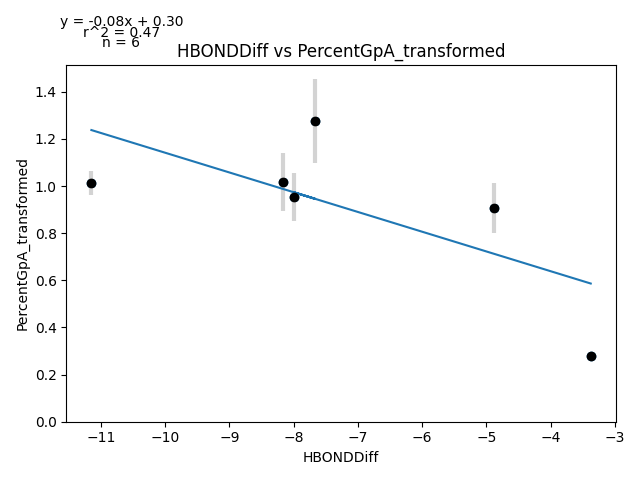 y = -0.08x + 0.30
r^2 = 0.47
n = 6
HBONDDiff vs PercentGpA_transformed
1.4
1.2
1.0
0.8
0.6
0.4
0.2
0.0
PercentGpA_transformed
−11 −10 −9 −8 −7 −6 −5 −4 −3
HBONDDiff